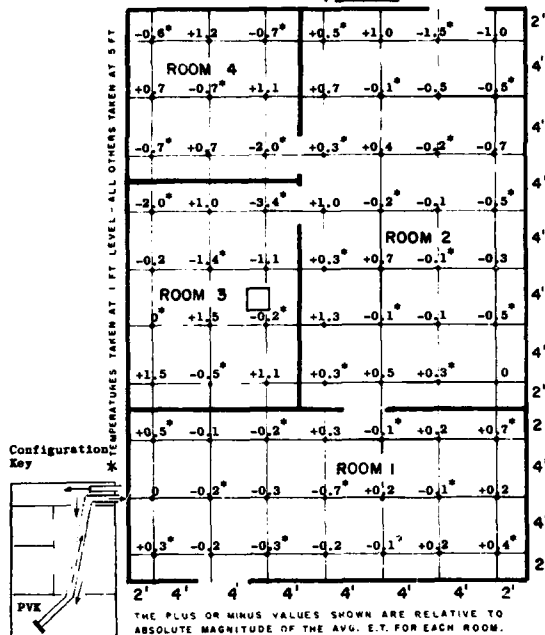 2'
-0.6* +1.2 -0.7* +0.5* +1.0 -1.5* -1.0
ROOM 4
4'
+0.7 -0.7* +1.1 +0.7 -0.1* -0.5 -0.5*
4'
-0.7* +0.7 -2.0* +0.3* +0.4 -0.2* -0.7
4'
-2.0* +1.0 -3.4* +1.0 -0.2* -0.1 -0.5*
ROOM 2
4'
-0.2 -1.4* -1.1 +0.3* +0.7 -0.1* -0.3
ROOM 3
4'
0* +1.5 -0.2* +1.3 -0.1* -0.1 -0.5*
4'
+1.5 -0.5* +1.1 +0.3* +0.5 +0.3* 0
2'
2'
+0.5* -0.1 -0.2* +0.3 -0.1* +0.2 +0.7*
ROOM 1
4'
0 -0.2* -0.3 -0.7* +0.2 -0.1* +0.2
4'
+0.3* -0.2 -0.3* -0.2 -0.1* +0.2 +0.4*
2'
2' 4' 4' 4' 4' 4' 4' 2'
* TEMPERATURES TAKEN AT 1 FT LEVEL - ALL OTHERS TAKEN AT 5 FT
Configuration
Key
PVK
THE PLUS OR MINUS VALUES SHOWN ARE RELATIVE TO
ABSOLUTE MAGNITUDE OF THE AVG. E.T. FOR EACH ROOM.